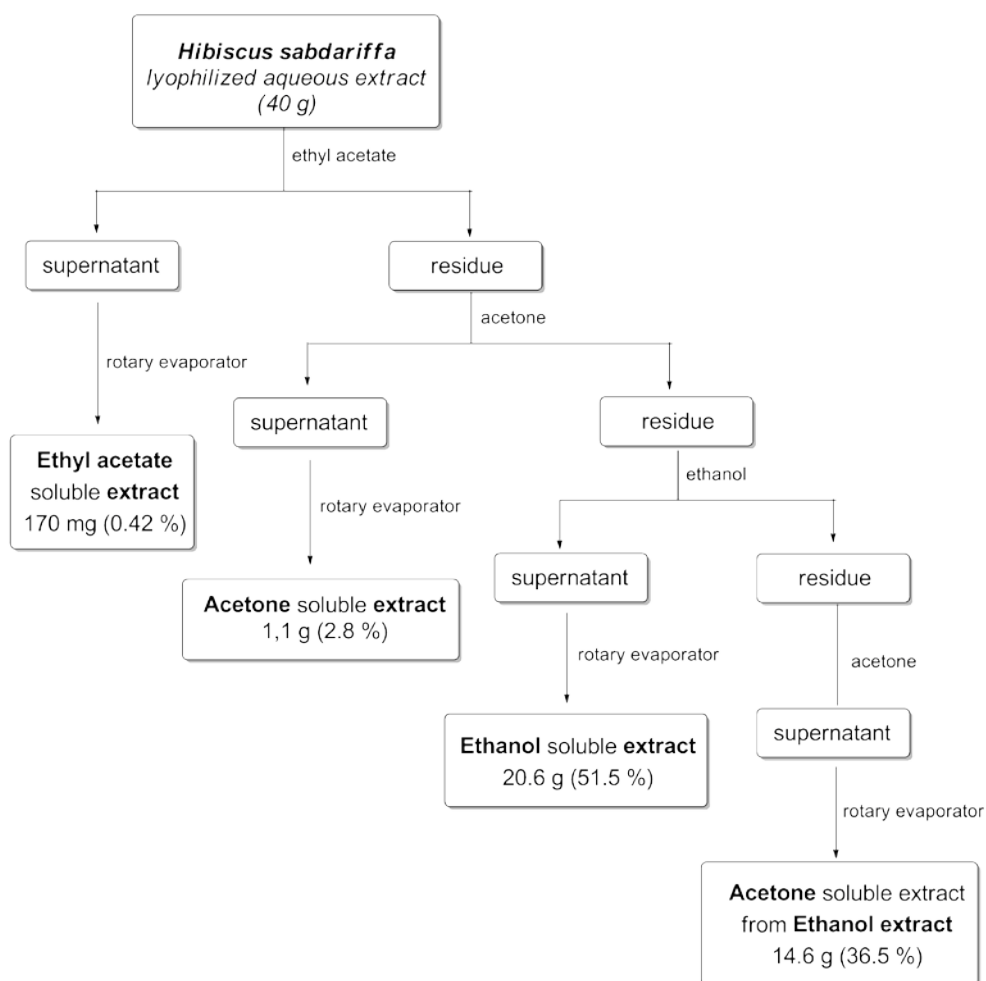 Hibiscus sabdariffa
lyophilized aqueous extract
(40 g)
ethyl acetate
supernatant
residue
acetone
rotary evaporator
supernatant
residue
Ethyl acetate
soluble extract
170 mg (0.42 %)
ethanol
rotary evaporator
supernatant
residue
Acetone soluble extract
1,1 g (2.8 %)
rotary evaporator
acetone
supernatant
Ethanol soluble extract
20.6 g (51.5 %)
rotary evaporator
Acetone soluble extract
from Ethanol extract
14.6 g (36.5 %)